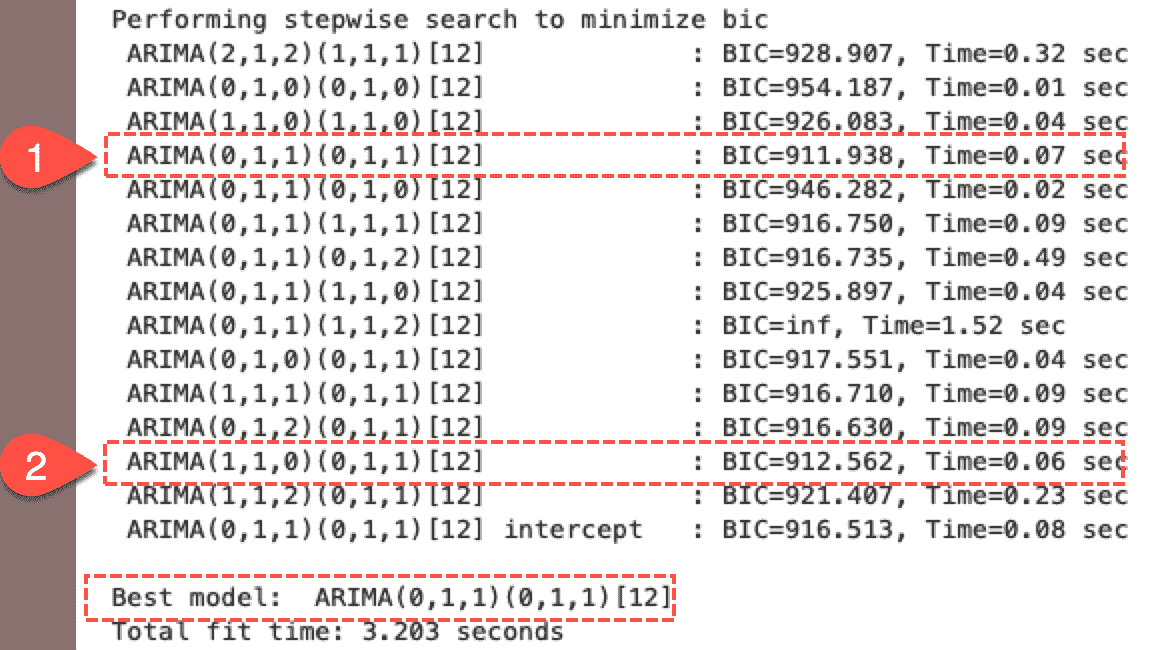 Performing stepwise search to minimize bic
ARIMA(2,1,2)(1,1,1)[12] : BIC=928.907, Time=0.32 sec
ARIMA(0,1,0)(0,1,0)[12] : BIC=954.187, Time=0.01 sec
ARIMA(1,1,0)(1,1,0)[12] : BIC=926.083, Time=0.04 sec
1 ARIMA(0,1,1)(0,1,1)[12] : BIC=911.938, Time=0.07 sec
ARIMA(0,1,1)(0,1,0)[12] : BIC=946.282, Time=0.02 sec
ARIMA(0,1,1)(1,1,1)[12] : BIC=916.750, Time=0.09 sec
ARIMA(0,1,1)(0,1,2)[12] : BIC=916.735, Time=0.49 sec
ARIMA(0,1,1)(1,1,0)[12] : BIC=925.897, Time=0.04 sec
ARIMA(0,1,1)(1,1,2)[12] : BIC=inf, Time=1.52 sec
ARIMA(0,1,0)(0,1,1)[12] : BIC=917.551, Time=0.04 sec
ARIMA(1,1,1)(0,1,1)[12] : BIC=916.710, Time=0.09 sec
ARIMA(0,1,2)(0,1,1)[12] : BIC=916.630, Time=0.09 sec
2 ARIMA(1,1,0)(0,1,1)[12] : BIC=912.562, Time=0.06 sec
ARIMA(1,1,2)(0,1,1)[12] : BIC=921.407, Time=0.23 sec
ARIMA(0,1,1)(0,1,1)[12] intercept : BIC=916.513, Time=0.08 sec
Best model: ARIMA(0,1,1)(0,1,1)[12]
Total fit time: 3.203 seconds